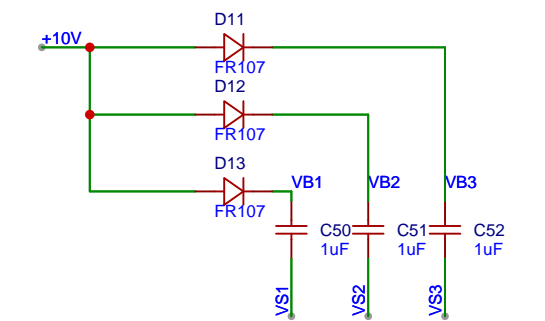 D11
+10V
FR107
D12
FR107
D13
VB1 VB2 VB3
FR107
C50 C51 C52
1uF 1uF 1uF
VS1 VS2 VS3